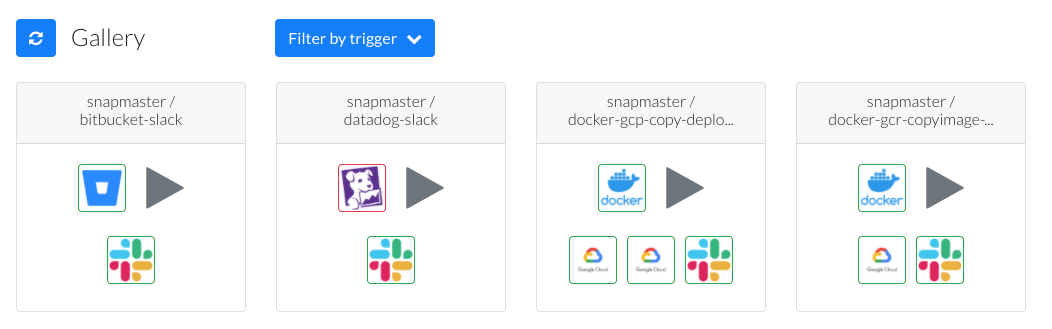 Gallery
Filter by trigger
snapmaster /
bitbucket-slack
snapmaster /
datadog-slack
snapmaster /
docker-gcp-copy-deplo...
snapmaster /
docker-gcr-copyimage-...
docker
docker
Google Cloud
Google Cloud
Google Cloud